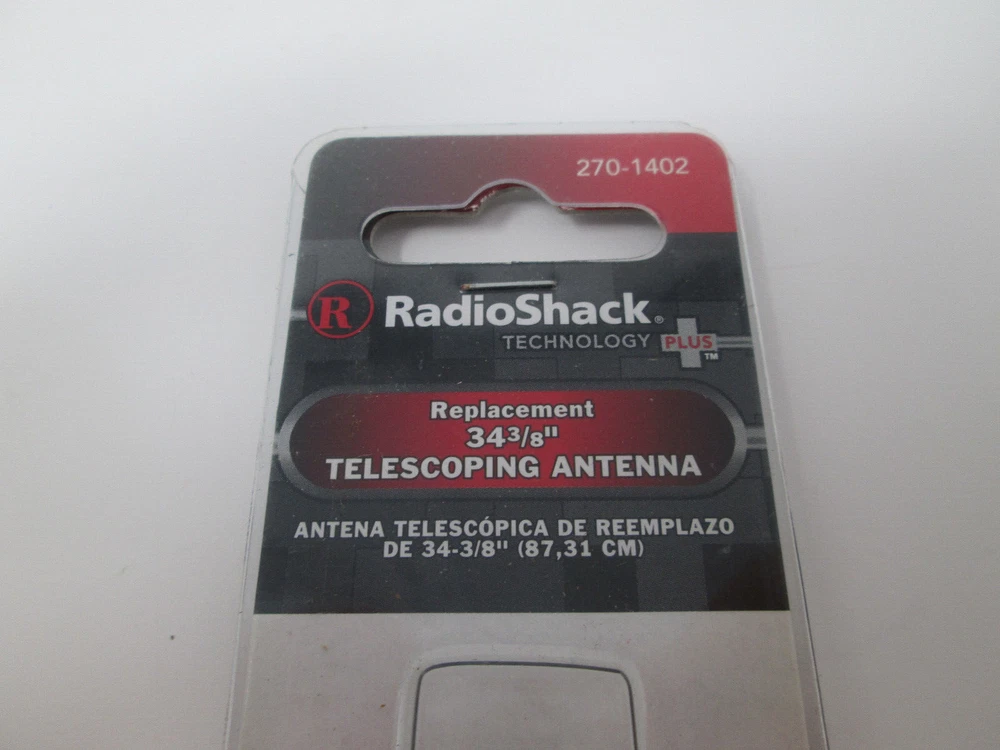 270-1402
R RadioShack®
TECHNOLOGY PLUS™
Replacement
34 3/8"
TELESCOPING ANTENNA
ANTENA TELESCÓPICA DE REEMPLAZO
DE 34-3/8" (87,31 CM)